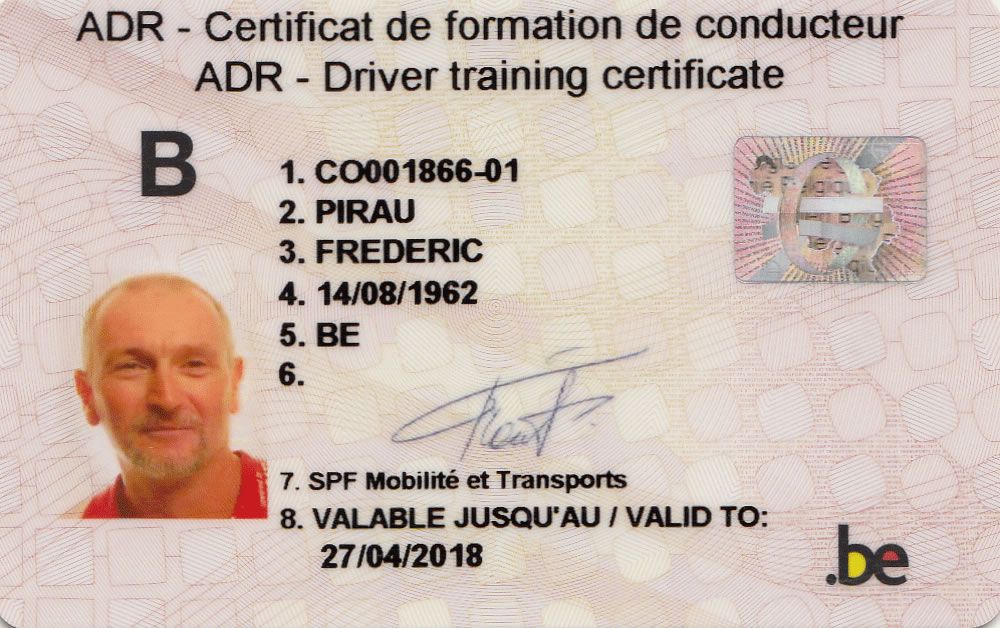 ADR - Certificat de formation de conducteur
ADR - Driver training certificate
B
1. CO001866-01
2. PIRAU
3. FREDERIC
4. 14/08/1962
5. BE
6.
7. SPF Mobilité et Transports
8. VALABLE JUSQU'AU / VALID TO:
27/04/2018
.be